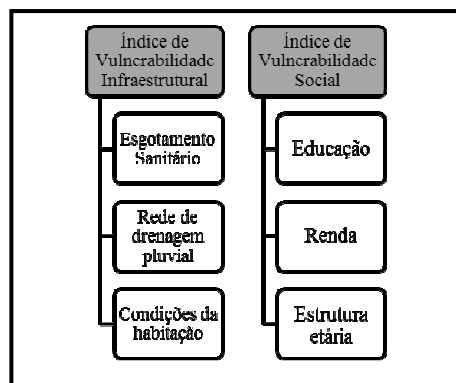 Índice de
Vulnerabilidade
Infraestrutural
Esgotamento
Sanitário
Rede de
drenagem
pluvial
Condições da
habitação
Índice de
Vulnerabilidade
Social
Educação
Renda
Estrutura
etária